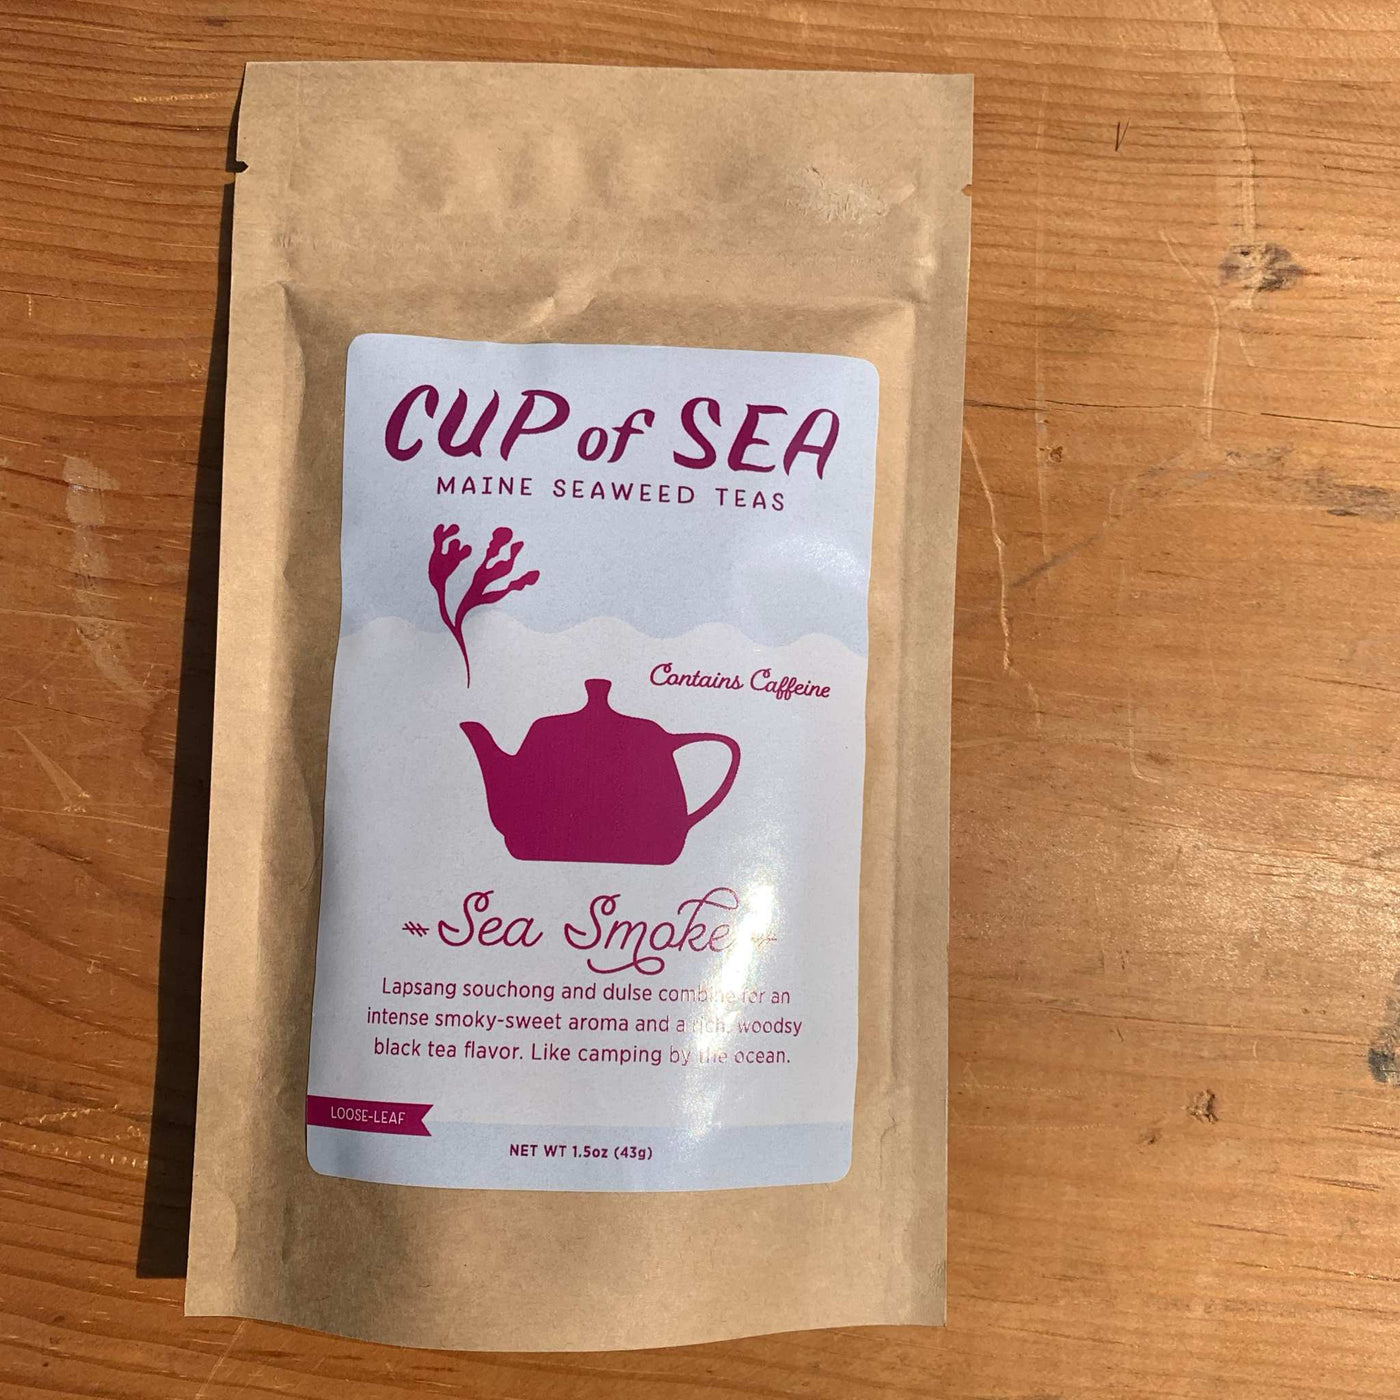 CUP of SEA
MAINE SEAWEED TEAS
Contains Caffeine
Sea Smoke
Lapsang souchong and dulse combine for an
intense smoky-sweet aroma and a rich, woodsy
black tea flavor. Like camping by the ocean.
LOOSE-LEAF
NET WT 1.5oz (43g)